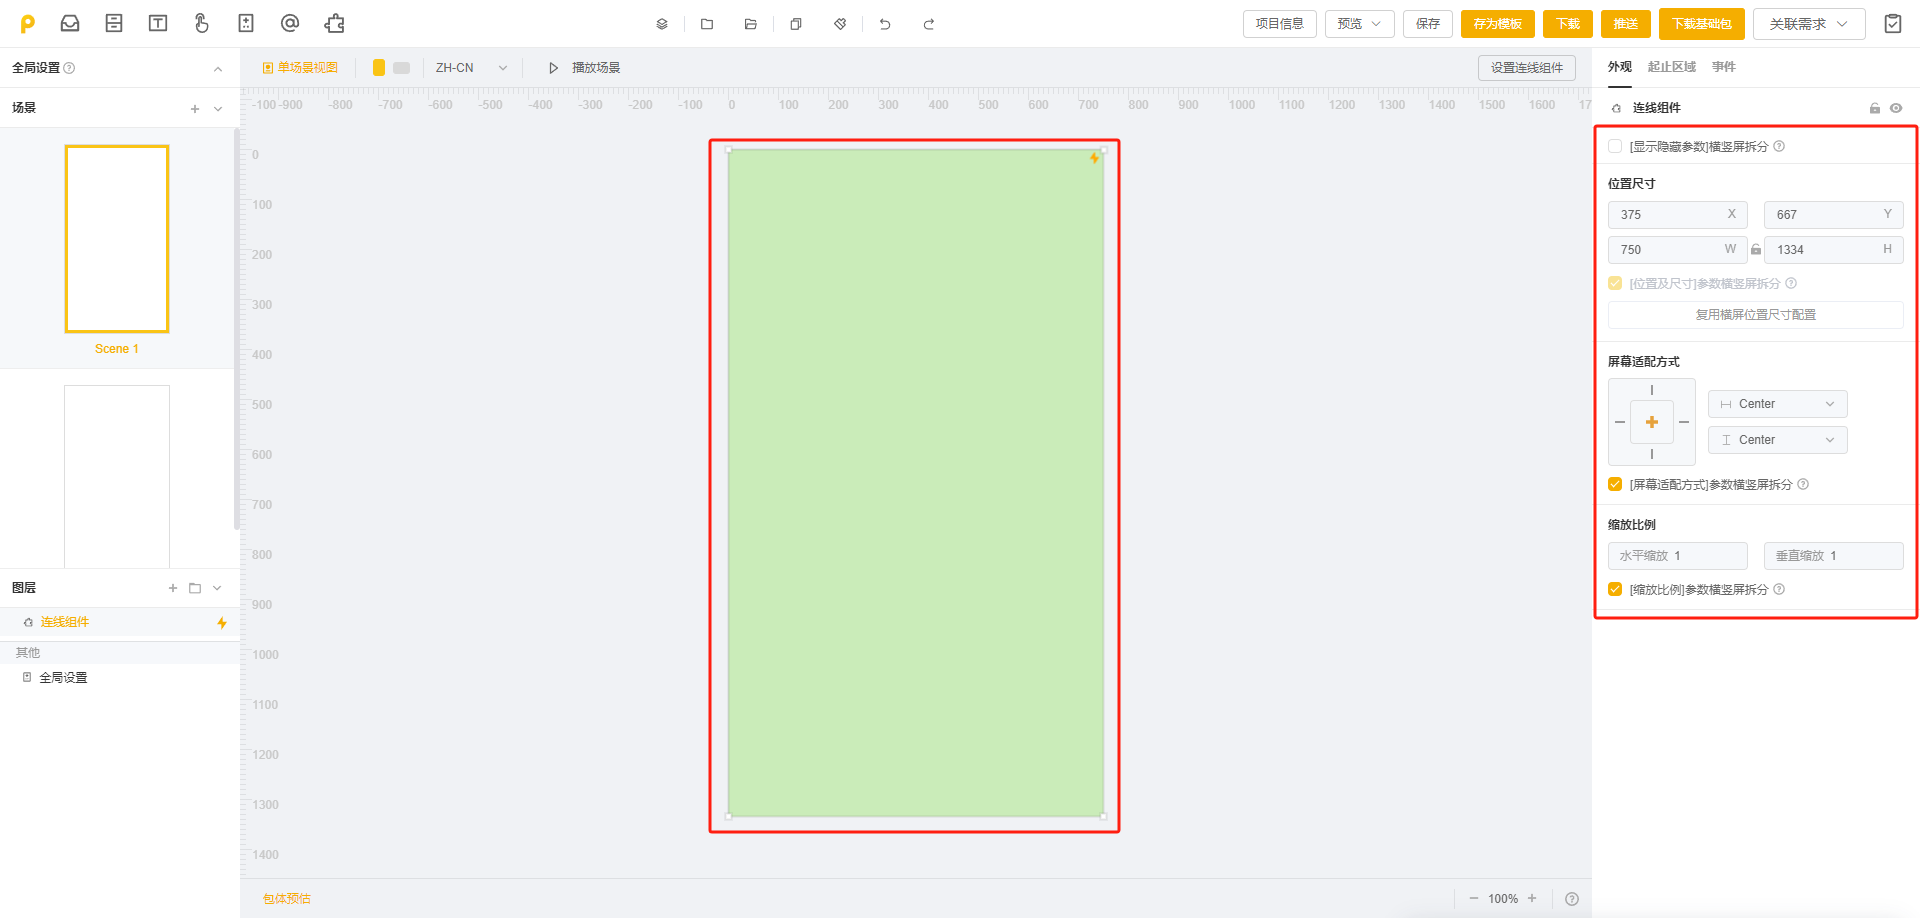 项目信息
预览
保存
存为模板
下载
推送
下载基础包
关联需求
全局设置
单场景视图
ZH-CN
播放场景
设置连线组件
外观 起止区域 事件
场景
-100 -900 -800 -700 -600 -500 -400 -300 -200 -100 0 100 200 300 400 500 600 700 800 900 1000 1100 1200 1300 1400 1500 1600 17
连线组件
[显示隐藏参数]横竖屏拆分
位置尺寸
375 X 667 Y
750 W 1334 H
[位置及尺寸]参数横竖屏拆分
复用横屏位置尺寸配置
屏幕适配方式
Center
Center
[屏幕适配方式]参数横竖屏拆分
缩放比例
水平缩放 1 垂直缩放 1
[缩放比例]参数横竖屏拆分
0
100
200
300
400
500
600
700
800
900
1000
1100
1200
1300
1400
Scene 1
图层
连线组件
其他
全局设置
包体预估
100%